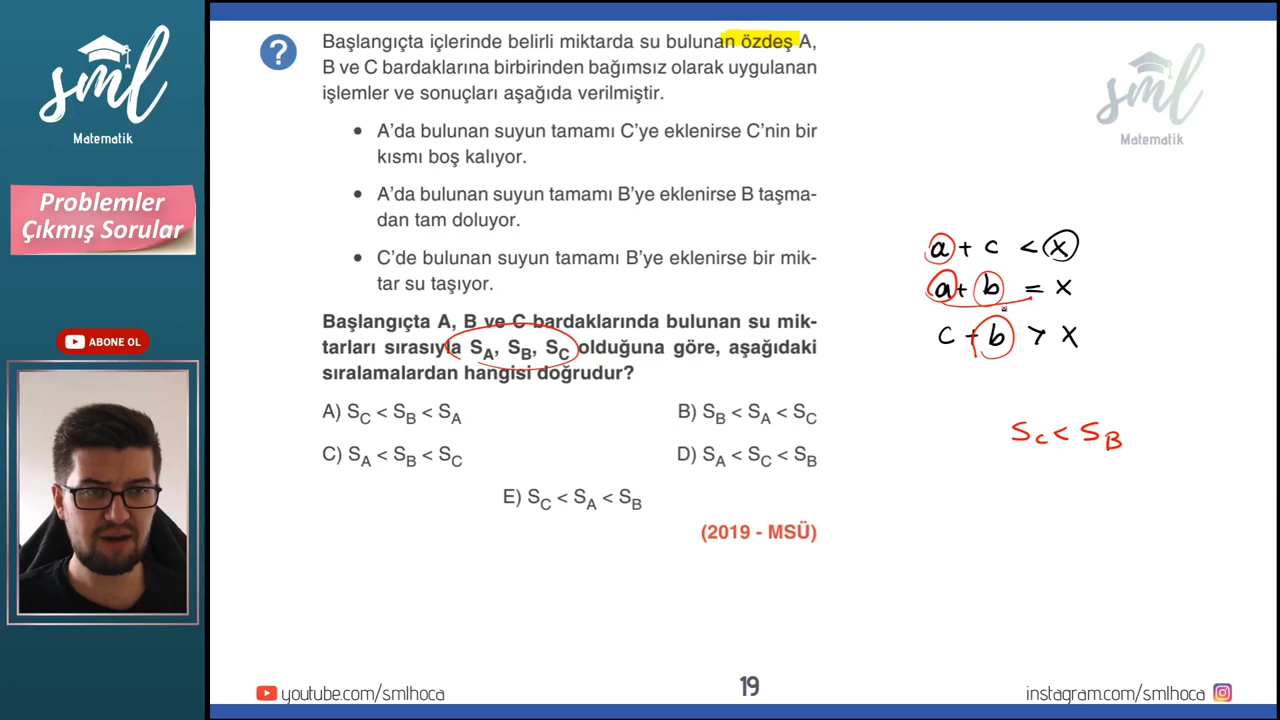 sml
Matematik
Problemler
Çıkmış Sorular
ABONE OL
?
Başlangıçta içlerinde belirli miktarda su bulunan özdeş A,
B ve C bardaklarına birbirinden bağımsız olarak uygulanan
işlemler ve sonuçları aşağıda verilmiştir.
• A'da bulunan suyun tamamı C'ye eklenirse C'nin bir
kısmı boş kalıyor.
• A'da bulunan suyun tamamı B'ye eklenirse B taşma-
dan tam doluyor.
• C'de bulunan suyun tamamı B'ye eklenirse bir mik-
tar su taşıyor.
Başlangıçta A, B ve C bardaklarında bulunan su mik-
tarları sırasıyla S_A, S_B, S_C olduğuna göre, aşağıdaki
sıralamalardan hangisi doğrudur?
A) S_C < S_B < S_A
B) S_B < S_A < S_C
C) S_A < S_B < S_C
D) S_A < S_C < S_B
E) S_C < S_A < S_B
(2019 - MSÜ)
sml
Matematik
a + c < x
a + b = x
c + b > x
S_C < S_B
youtube.com/smlhoca
19
instagram.com/smlhoca